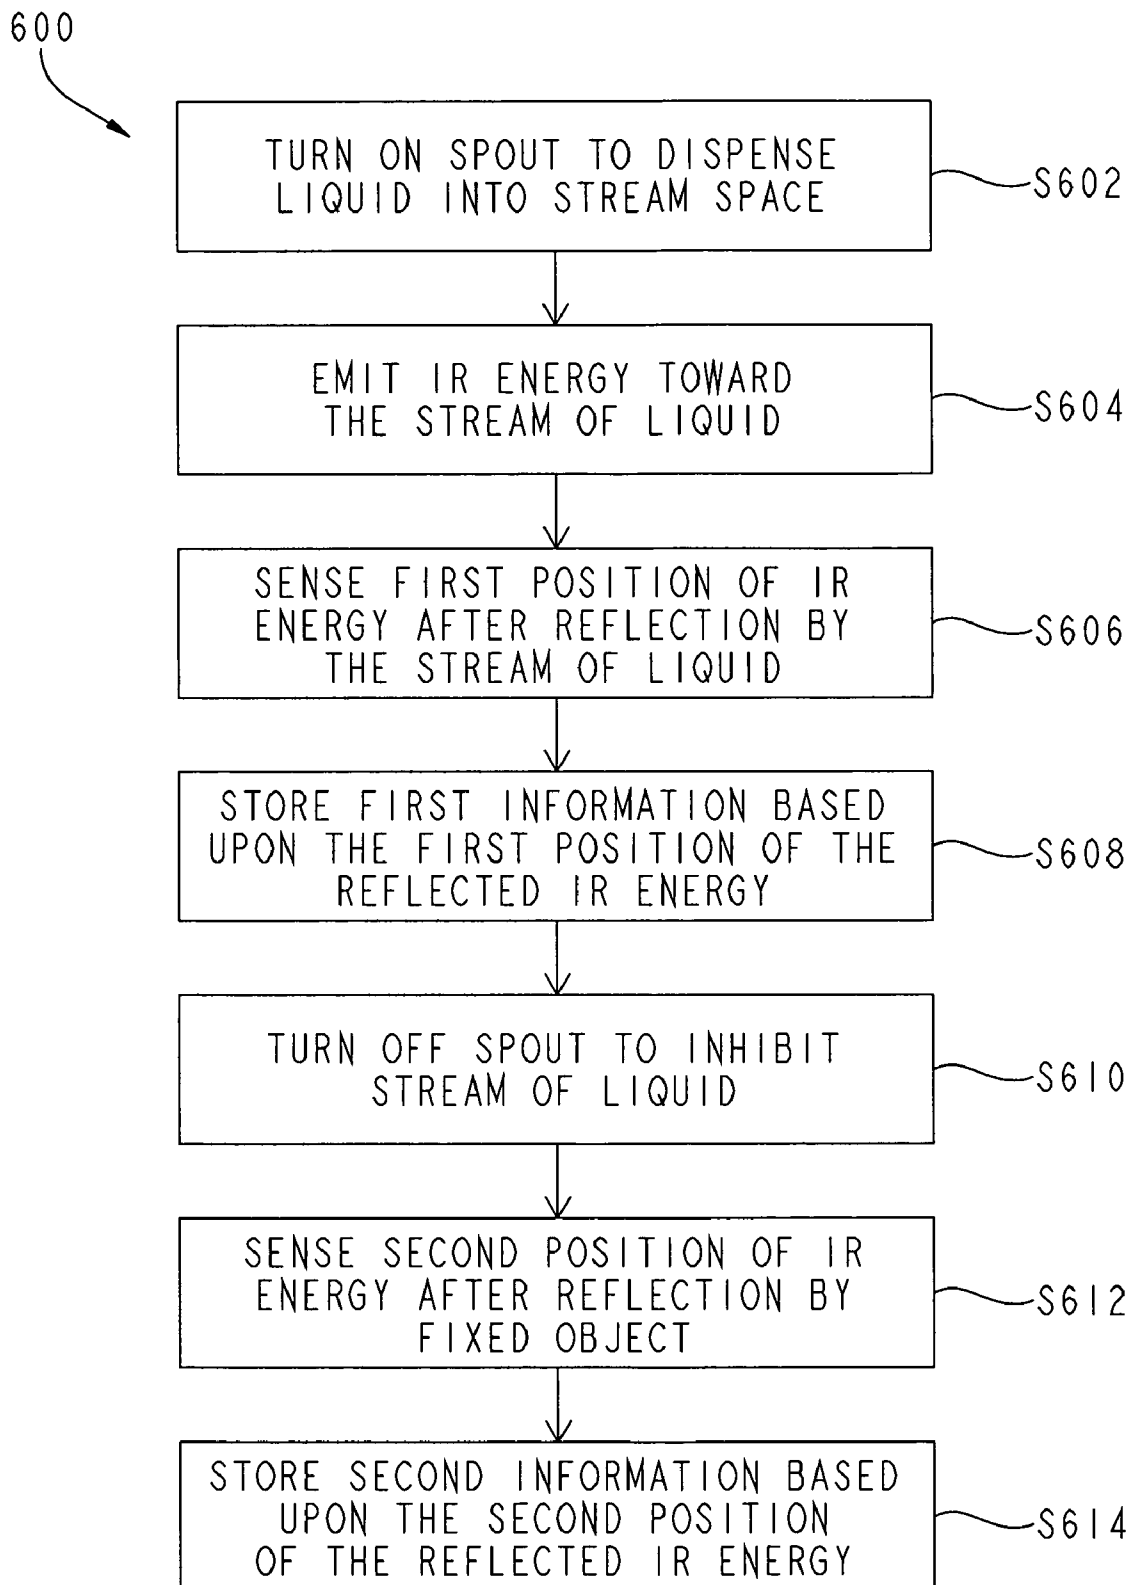 600
TURN ON SPOUT TO DISPENSE
LIQUID INTO STREAM SPACE
S602
EMIT IR ENERGY TOWARD
THE STREAM OF LIQUID
S604
SENSE FIRST POSITION OF IR
ENERGY AFTER REFLECTION BY
THE STREAM OF LIQUID
S606
STORE FIRST INFORMATION BASED
UPON THE FIRST POSITION OF THE
REFLECTED IR ENERGY
S608
TURN OFF SPOUT TO INHIBIT
STREAM OF LIQUID
S610
SENSE SECOND POSITION OF IR
ENERGY AFTER REFLECTION BY
FIXED OBJECT
S612
STORE SECOND INFORMATION BASED
UPON THE SECOND POSITION
OF THE REFLECTED IR ENERGY
S614